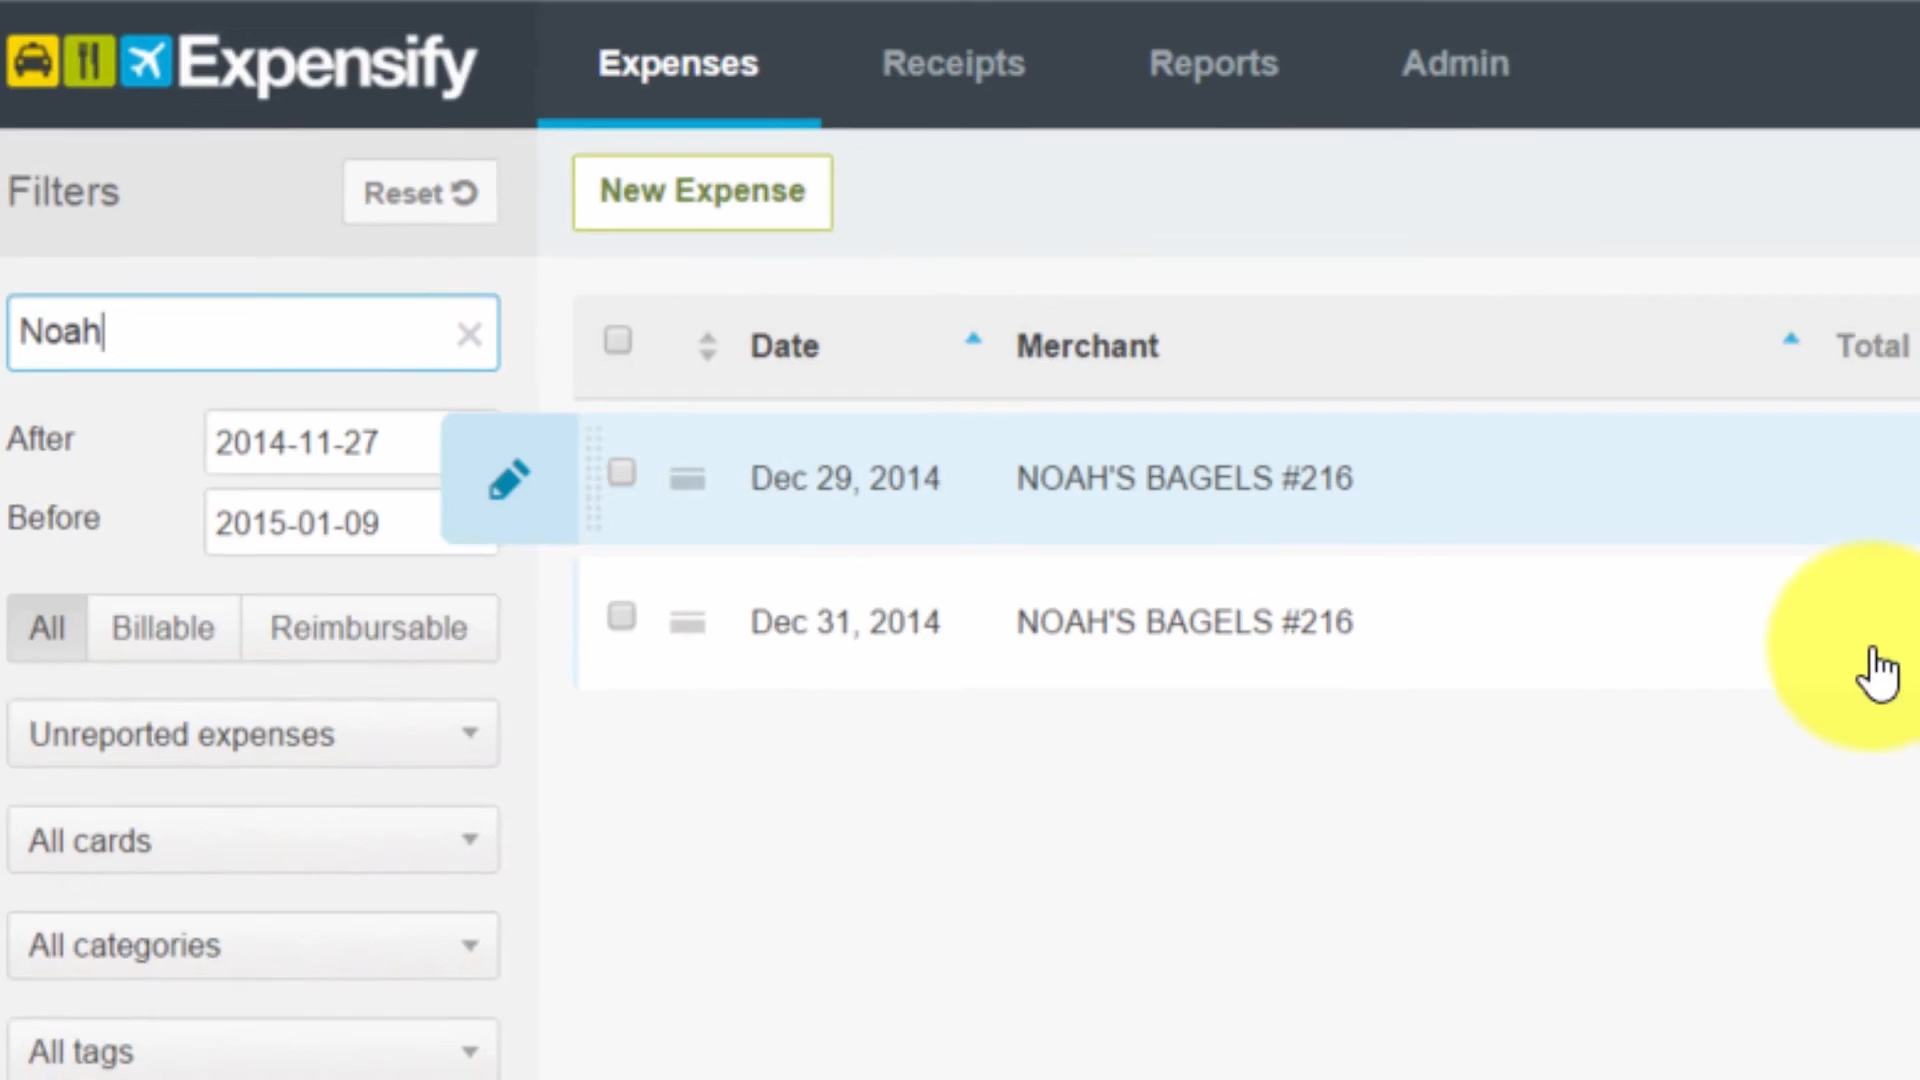 Expensify
Expenses
Receipts
Reports
Admin
Filters
Reset
New Expense
Noah
Date
Merchant
Total
After
2014-11-27
Before
2015-01-09
Dec 29, 2014
NOAH'S BAGELS #216
Dec 31, 2014
NOAH'S BAGELS #216
All
Billable
Reimbursable
Unreported expenses
All cards
All categories
All tags